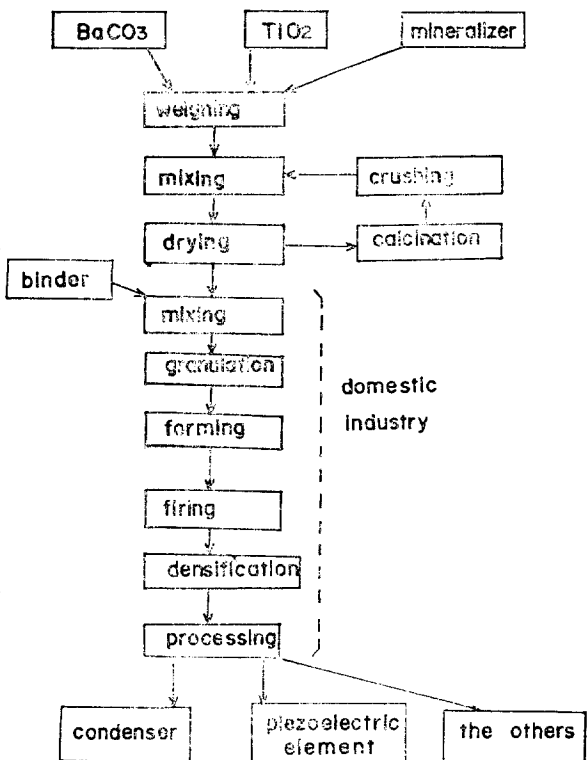 BaCO3
TiO2
mineralizer
weighing
mixing
crushing
drying
calcination
binder
mixing
granulation
domestic
industry
forming
firing
densification
processing
condenser
piezoelectric
element
the others